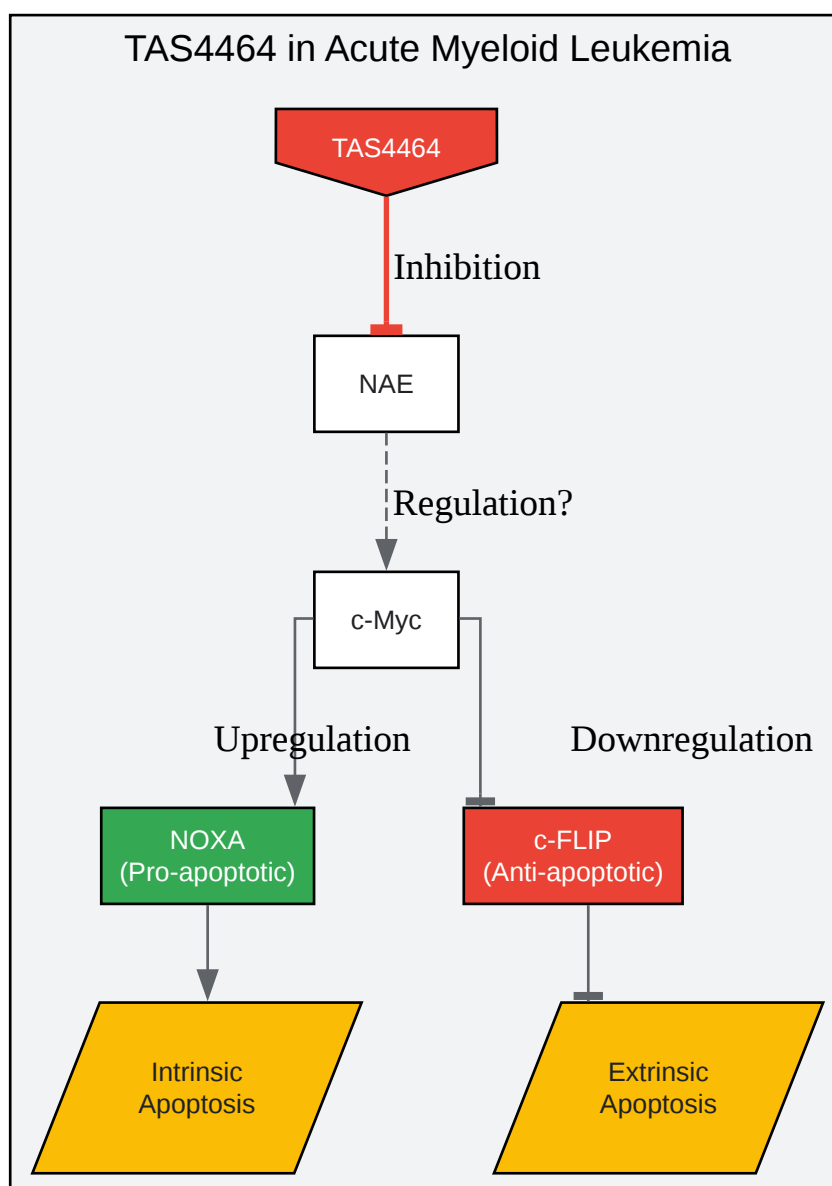 TAS4464 in Acute Myeloid Leukemia
TAS4464
Inhibition
NAE
Regulation?
c-Myc
Upregulation
Downregulation
NOXA
(Pro-apoptotic)
c-FLIP
(Anti-apoptotic)
Intrinsic
Apoptosis
Extrinsic
Apoptosis